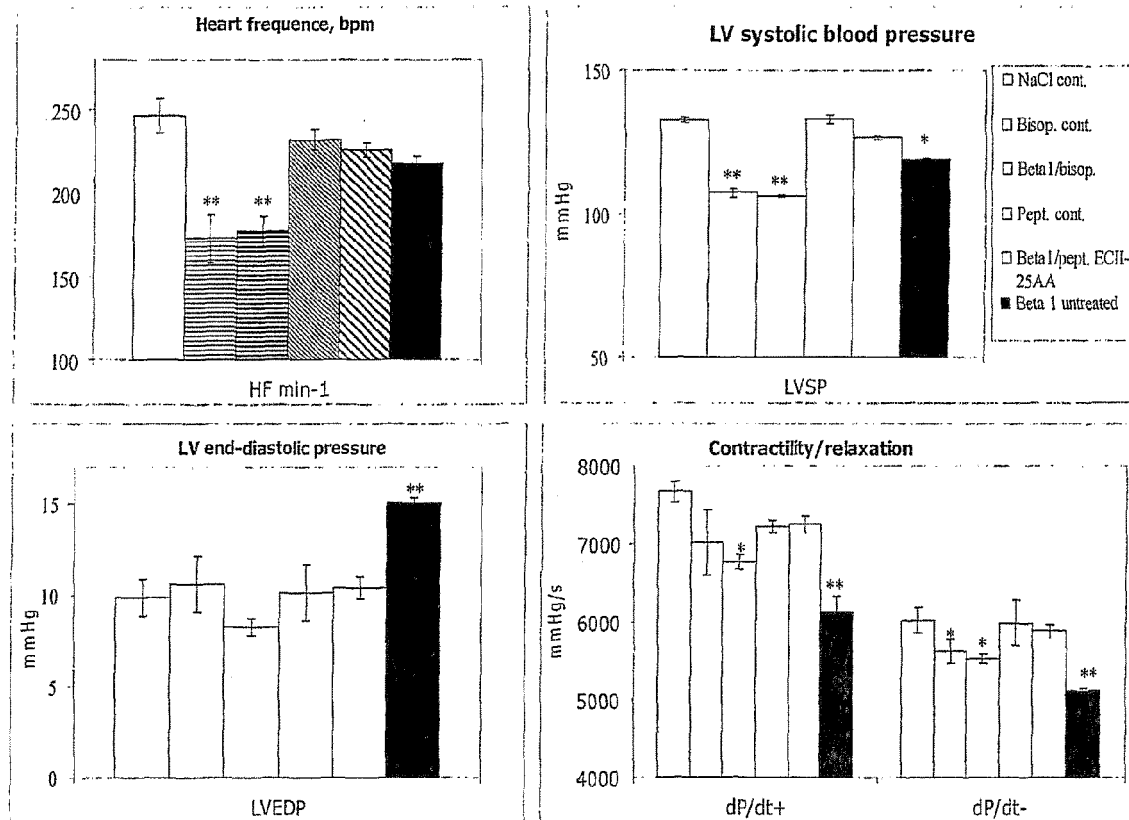 Heart frequence, bpm
250
200
150
100
** **
HF min-1
LV systolic blood pressure
150
100
50
mmHg
** ** *
LVSP
NaCl cont.
Bisop. cont.
Beta1/bisop.
Pept. cont.
Beta1/pept. ECII-
25AA
Beta 1 untreated
LV end-diastolic pressure
15
10
5
0
mmHg
**
LVEDP
Contractility/relaxation
8000
7000
6000
5000
4000
mmHg/s
* ** * * **
dP/dt+ dP/dt-